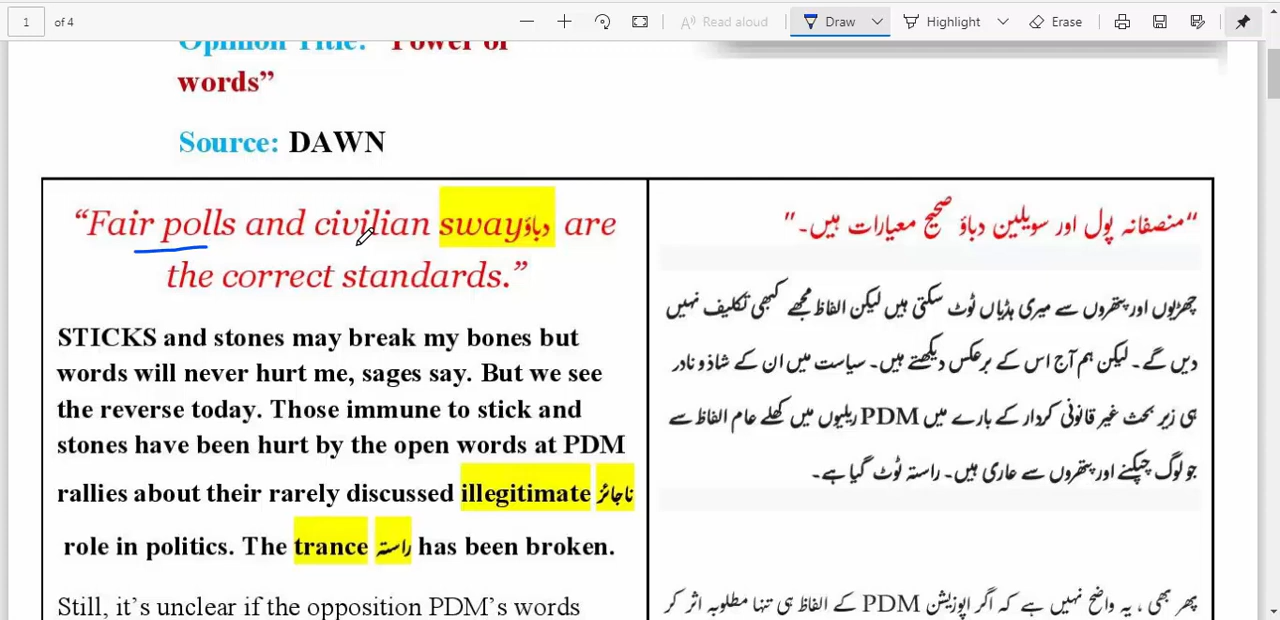 1 of 4 Read aloud Draw Highlight Erase
Opinion Title: "Power of
words”
Source: DAWN
“Fair polls and civilian sway دباؤ are
the correct standards.”
STICKS and stones may break my bones but
words will never hurt me, sages say. But we see
the reverse today. Those immune to stick and
stones have been hurt by the open words at PDM
rallies about their rarely discussed illegitimate ناجائز
role in politics. The trance راستہ has been broken.
Still, it’s unclear if the opposition PDM’s words
“منصفانہ پول اور سویلین دباؤ صحیح معیارات ہیں۔”
چھڑیوں اور پتھروں سے میری ہڈیاں ٹوٹ سکتی ہیں لیکن الفاظ مجھے کبھی تکلیف نہیں
دیں گے۔ لیکن ہم آج اس کے برعکس دیکھتے ہیں۔ سیاست میں ان کے شاذ و نادر
ہی زیر بحث غیر قانونی کردار کے بارے میں PDM ریلیوں میں کھلے عام الفاظ سے
جو لوگ چپکنے اور پتھروں سے عاری ہیں۔ راستہ ٹوٹ گیا ہے۔
پھر بھی ، یہ واضح نہیں ہے کہ اگر اپوزیشن PDM کے الفاظ ہی تنہا مطلوبہ اثر کر